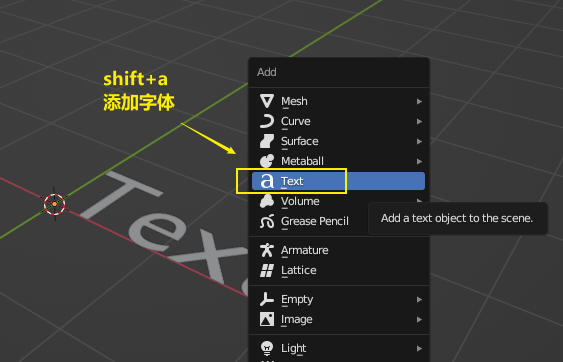 shift+a
添加字体
Add
Mesh
Curve
Surface
Metaball
Text
Volume
Grease Pencil
Add a text object to the scene.
Armature
Lattice
Empty
Image
Light